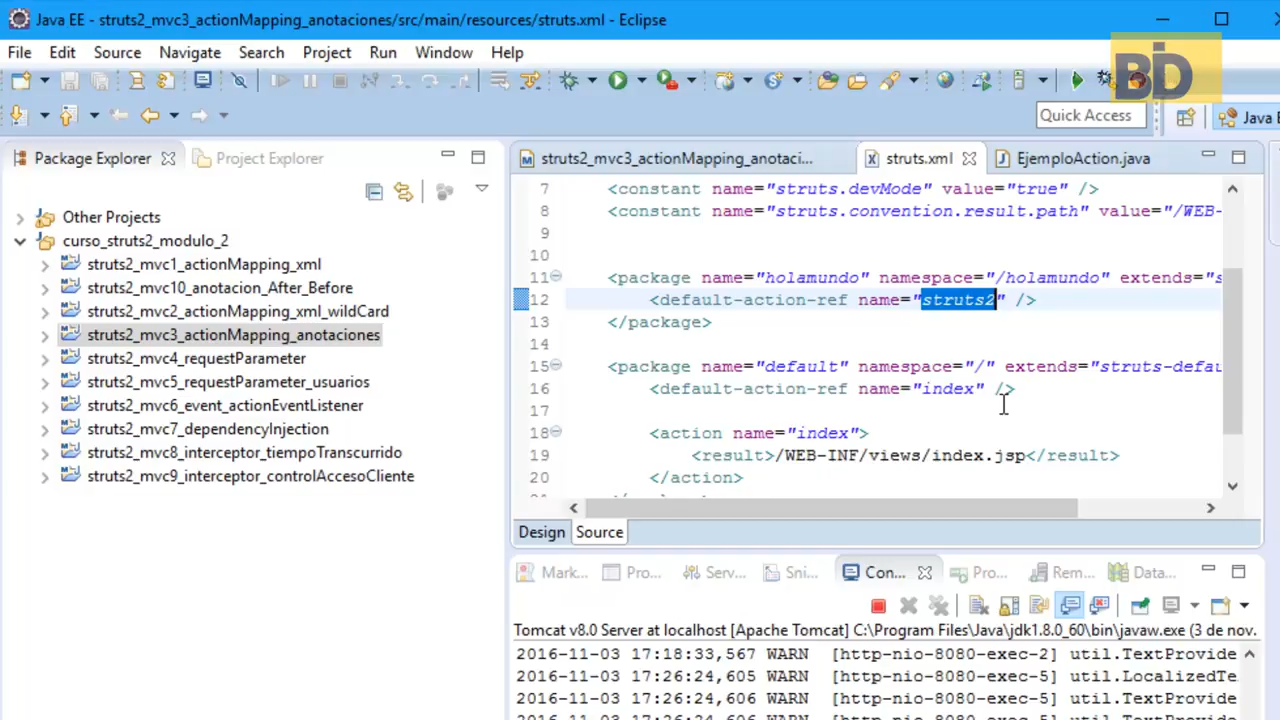 Java EE - struts2_mvc3_actionMapping_anotaciones/src/main/resources/struts.xml - Eclipse
File Edit Source Navigate Search Project Run Window Help
BD
Quick Access
Java E
Package Explorer
Project Explorer
struts2_mvc3_actionMapping_anotaci...
struts.xml
EjemploAction.java
Other Projects
curso_struts2_modulo_2
struts2_mvc1_actionMapping_xml
struts2_mvc10_anotacion_After_Before
struts2_mvc2_actionMapping_xml_wildCard
struts2_mvc3_actionMapping_anotaciones
struts2_mvc4_requestParameter
struts2_mvc5_requestParameter_usuarios
struts2_mvc6_event_actionEventListener
struts2_mvc7_dependencyInjection
struts2_mvc8_interceptor_tiempoTranscurrido
struts2_mvc9_interceptor_controlAccesoCliente
7 <constant name="struts.devMode" value="true" />
8 <constant name="struts.convention.result.path" value="/WEB-
9
10
11 <package name="holamundo" namespace="/holamundo" extends="s
12 <default-action-ref name="struts2" />
13 </package>
14
15 <package name="default" namespace="/" extends="struts-defau
16 <default-action-ref name="index" />
17
18 <action name="index">
19 <result>/WEB-INF/views/index.jsp</result>
20 </action>
Design Source
Mark... Pro... Serv... Sni... Con... Pro... Rem... Data...
Tomcat v8.0 Server at localhost [Apache Tomcat] C:\Program Files\Java\jdk1.8.0_60\bin\javaw.exe (3 de nov.
2016-11-03 17:18:33,567 WARN [http-nio-8080-exec-2] util.TextProvide
2016-11-03 17:26:24,605 WARN [http-nio-8080-exec-5] util.LocalizedTe
2016-11-03 17:26:24,606 WARN [http-nio-8080-exec-5] util.TextProvide